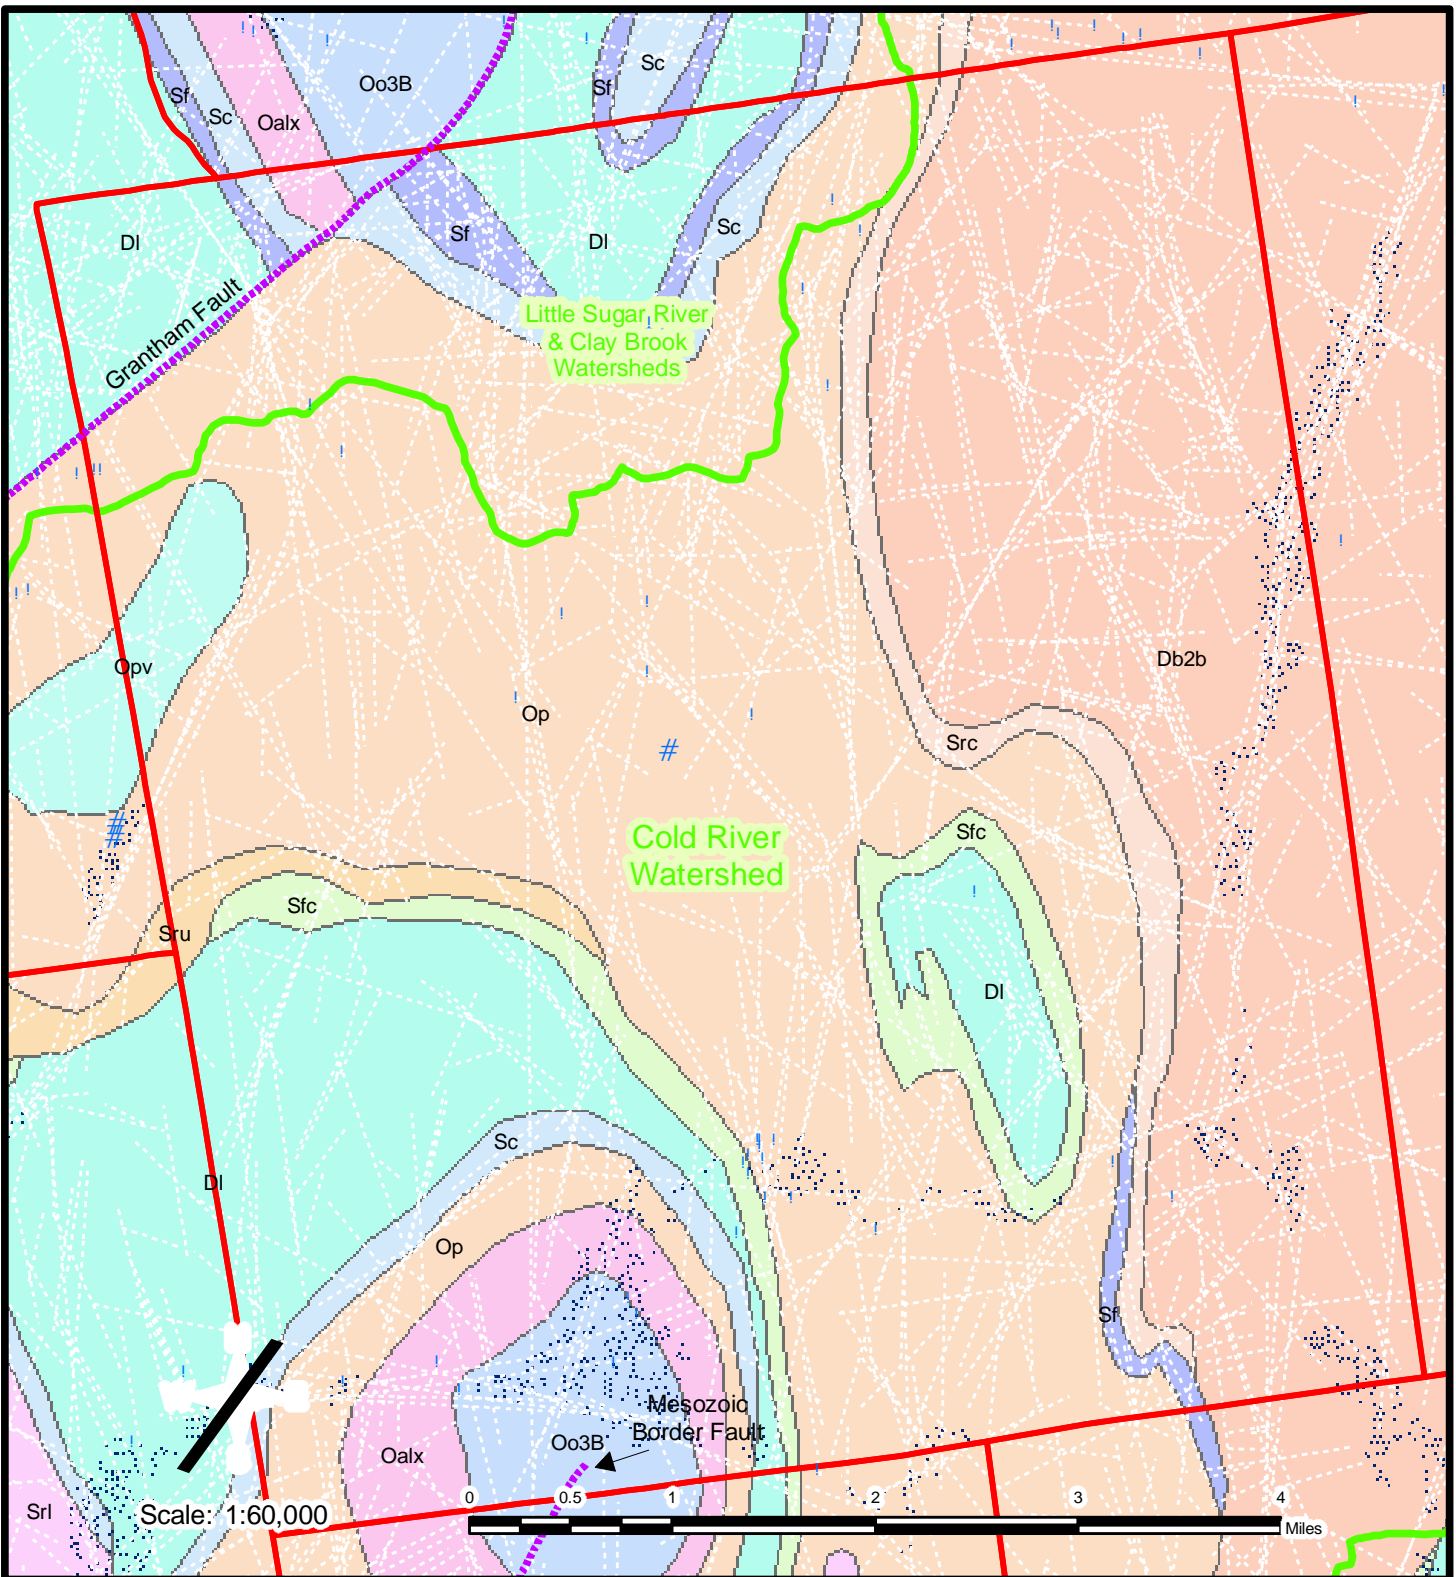 Sc
Oo3B
Sf
Sf
Sc
Oalx
Dl
Sf
Dl
Sc
Grantham Fault
Little Sugar River
& Clay Brook
Watersheds
Opv
Op
Db2b
Src
#
#
#
#
Cold River
Watershed
Sfc
Sfc
Sru
Dl
Sc
Dl
Op
Sf
Mesozoic
Border Fault
Oo3B
Oalx
Srl
Scale: 1:60,000
0 0.5 1 2 3 4
Miles